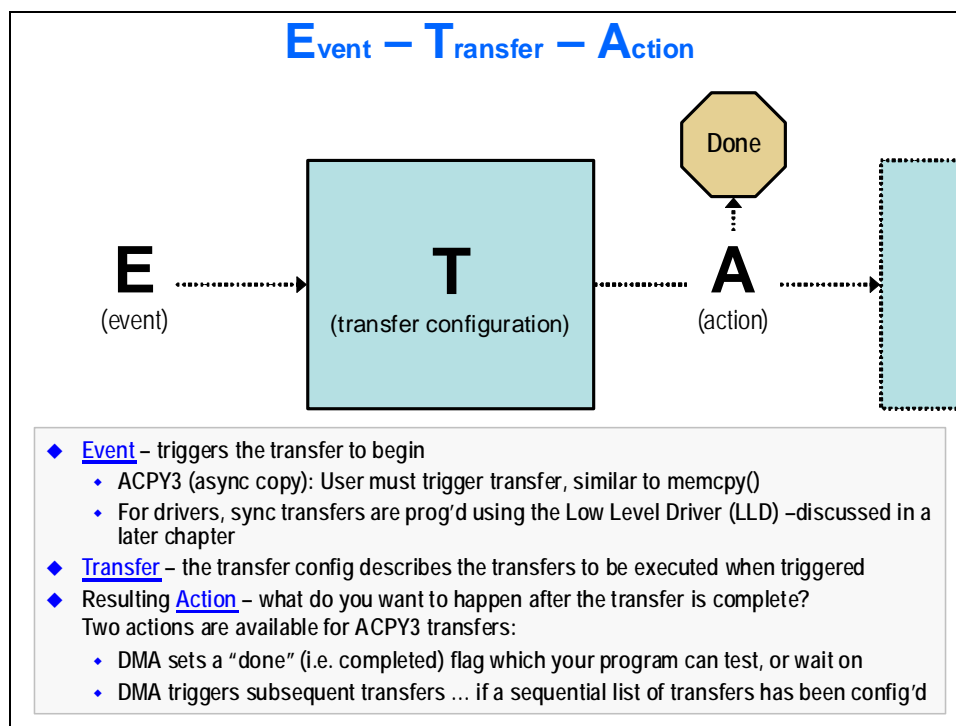 Event – Transfer – Action
Done
E
(event)
T
(transfer configuration)
A
(action)
◆ Event – triggers the transfer to begin
◆ ACPY3 (async copy): User must trigger transfer, similar to memcpy()
◆ For drivers, sync transfers are prog'd using the Low Level Driver (LLD) –discussed in a
later chapter
◆ Transfer – the transfer config describes the transfers to be executed when triggered
◆ Resulting Action – what do you want to happen after the transfer is complete?
Two actions are available for ACPY3 transfers:
◆ DMA sets a “done” (i.e. completed) flag which your program can test, or wait on
◆ DMA triggers subsequent transfers … if a sequential list of transfers has been config'd